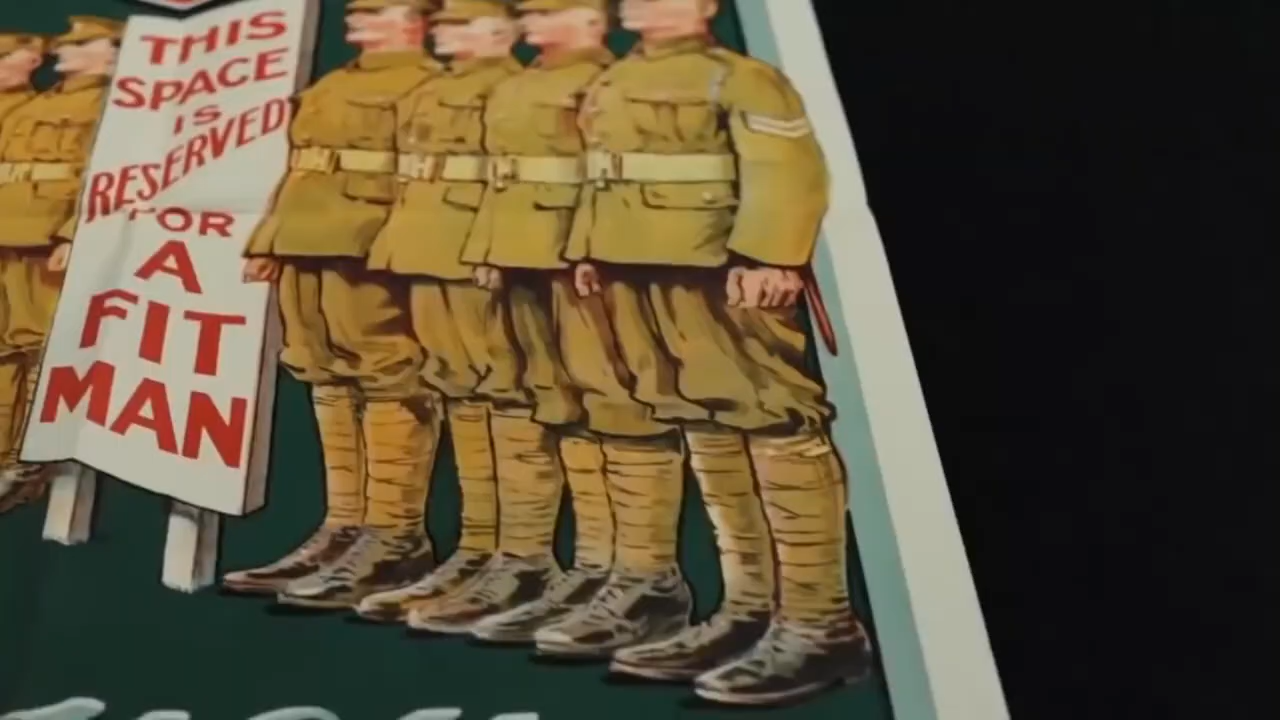 THIS
SPACE
IS
RESERVED
FOR
A
FIT
MAN